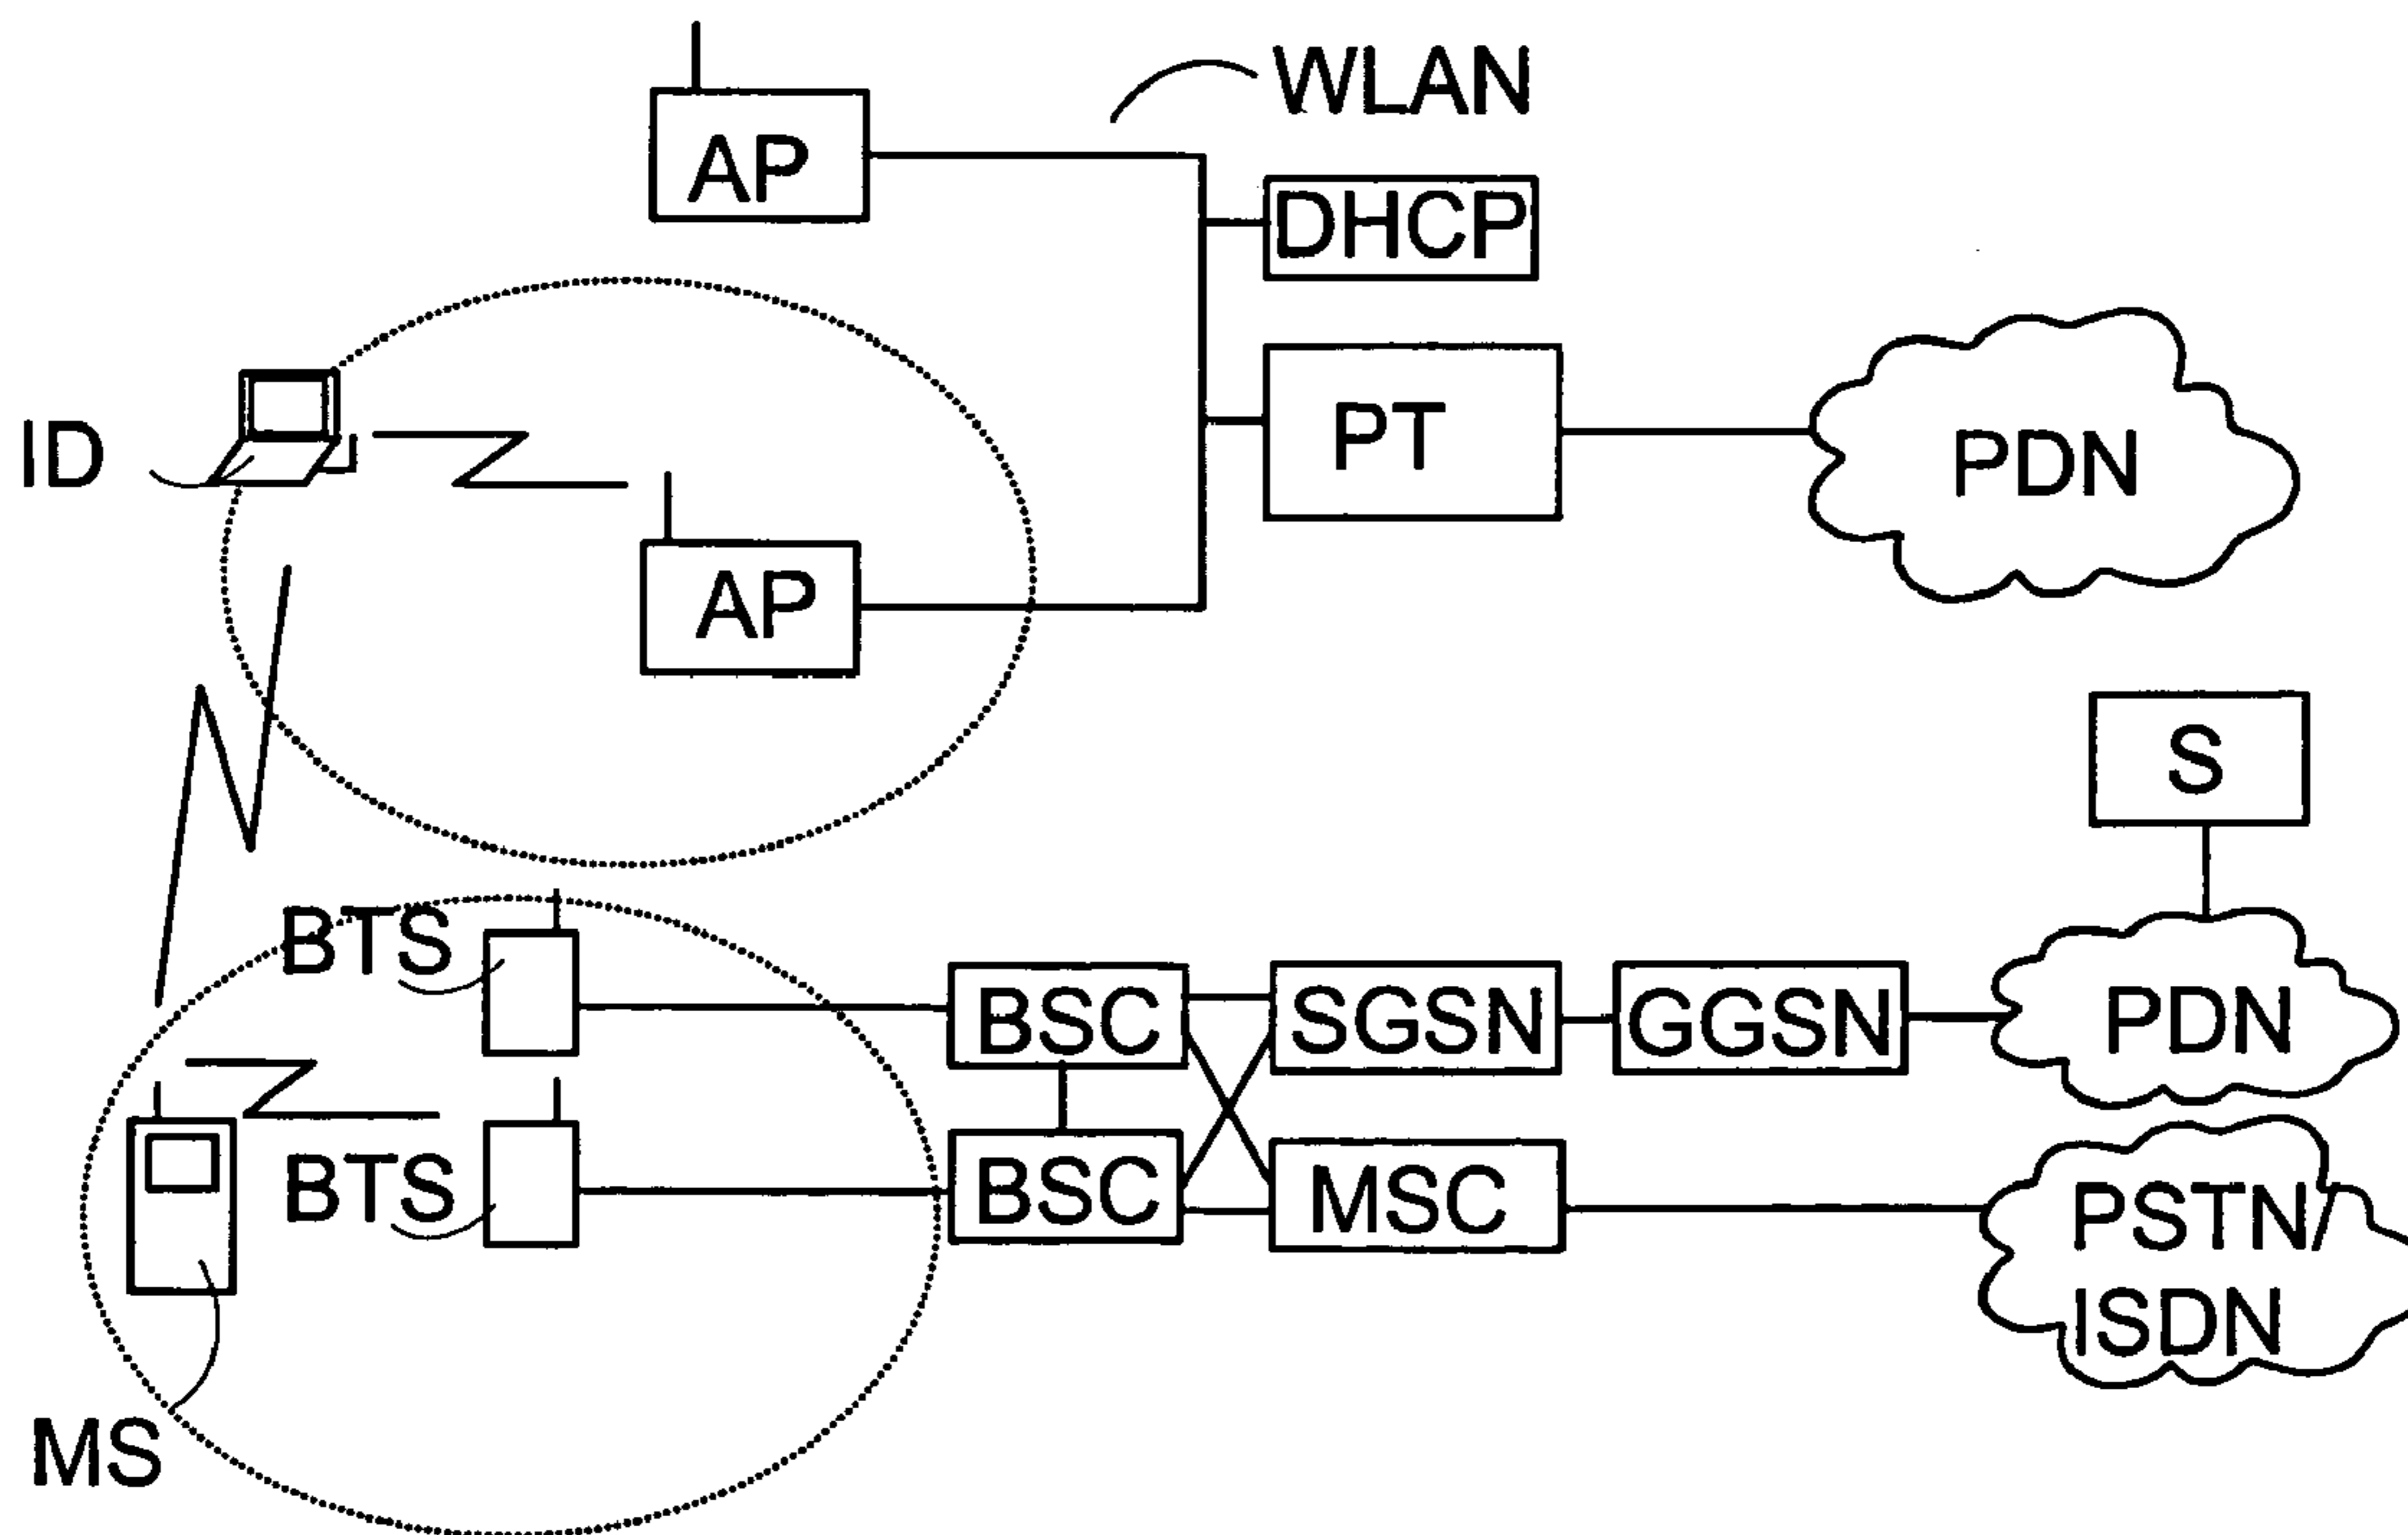 WLAN
AP
DHCP
ID
PT
PDN
AP
S
BTS
BSC
SGSN
GGSN
PDN
BTS
BSC
MSC
PSTN/
ISDN
MS